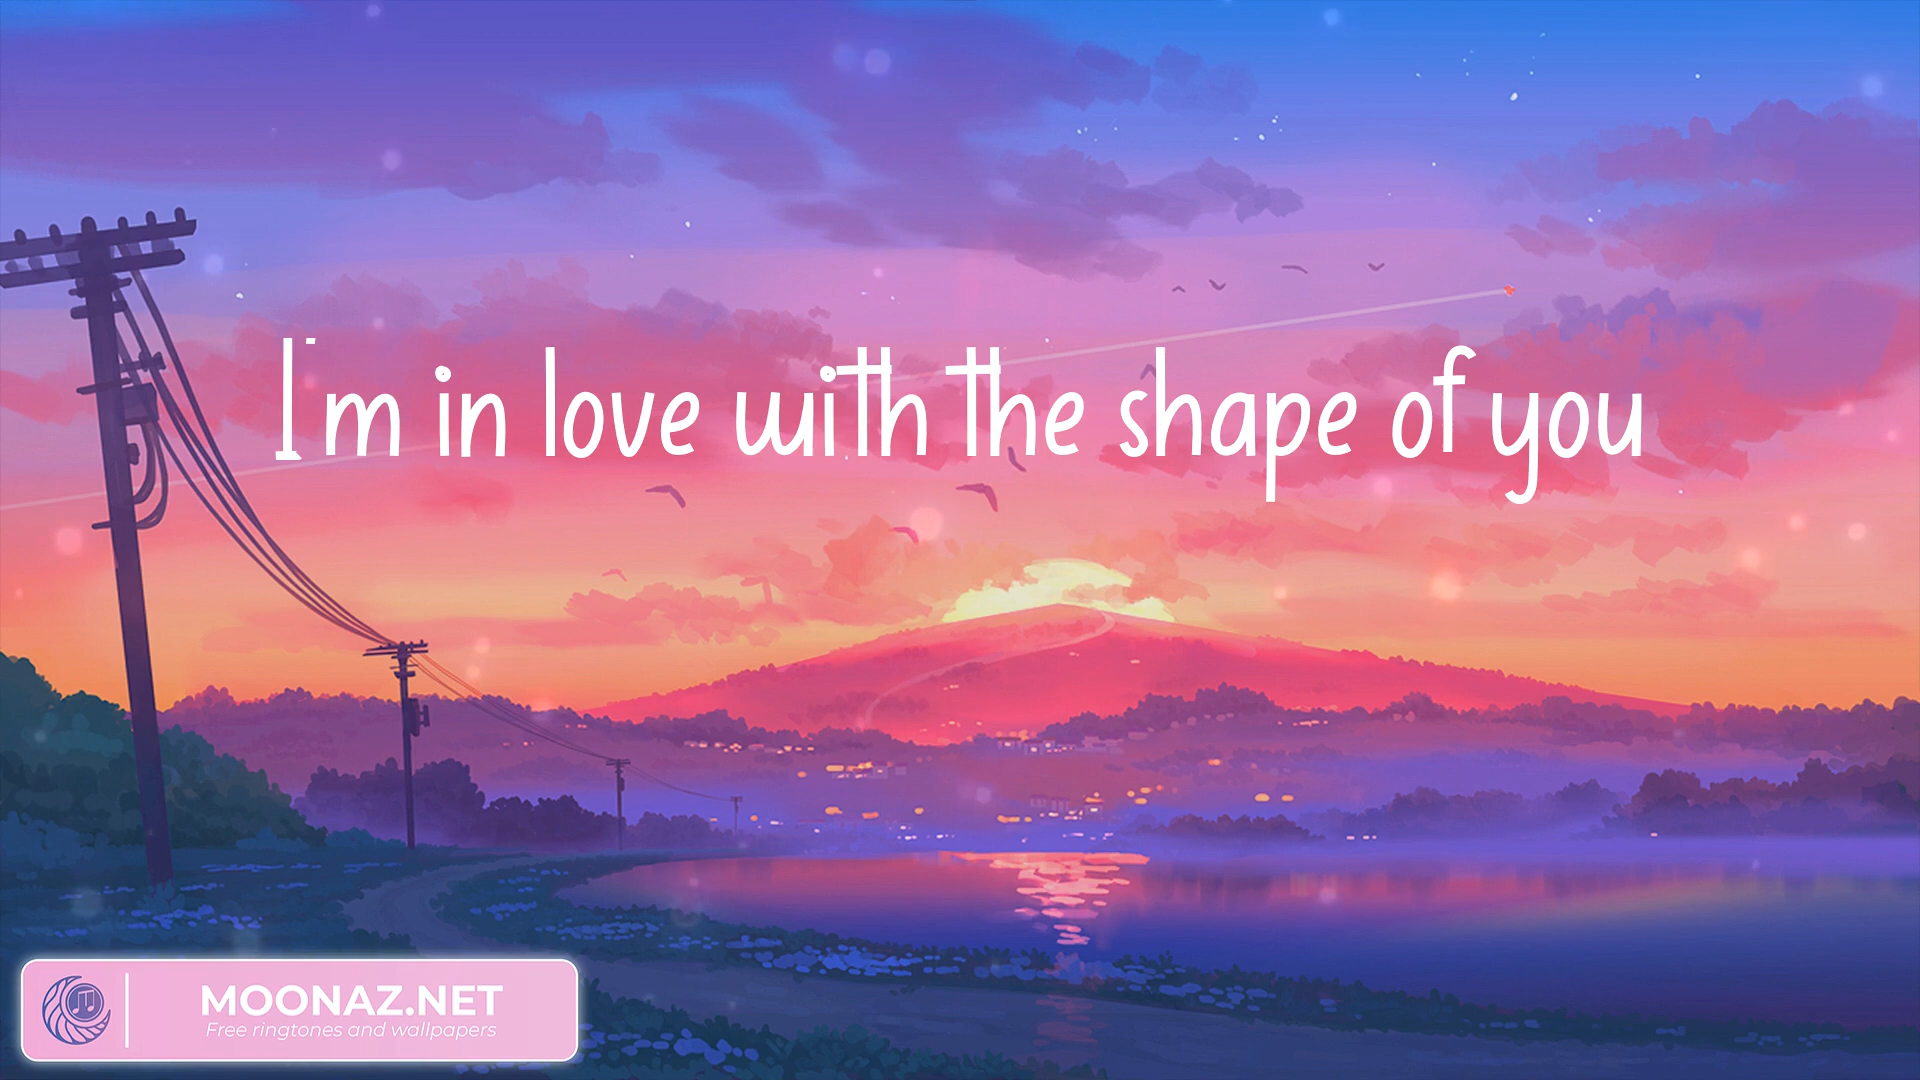 I'm in love with the shape of you
MOONAZ.NET
Free ringtones and wallpapers